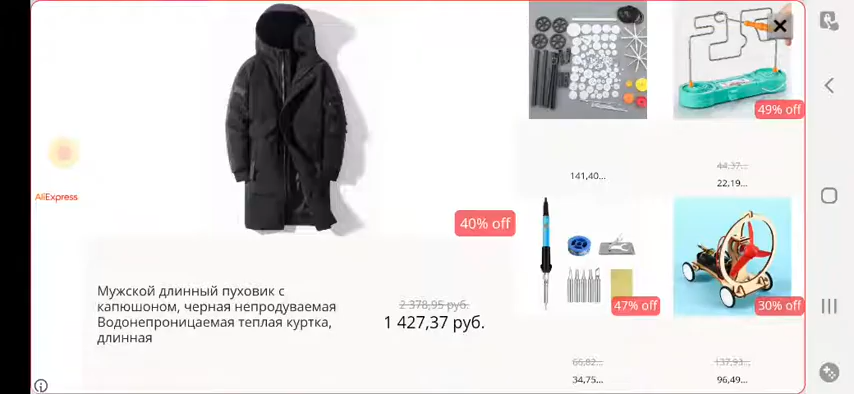 AliExpress
40% off
Мужской длинный пуховик с
капюшоном, черная непродуваемая
Водонепроницаемая теплая куртка,
длинная
2 378,95 руб.
1 427,37 руб.
141,40...
49% off
44,37...
22,19...
47% off
66,82...
34,75...
30% off
137,93...
96,49...